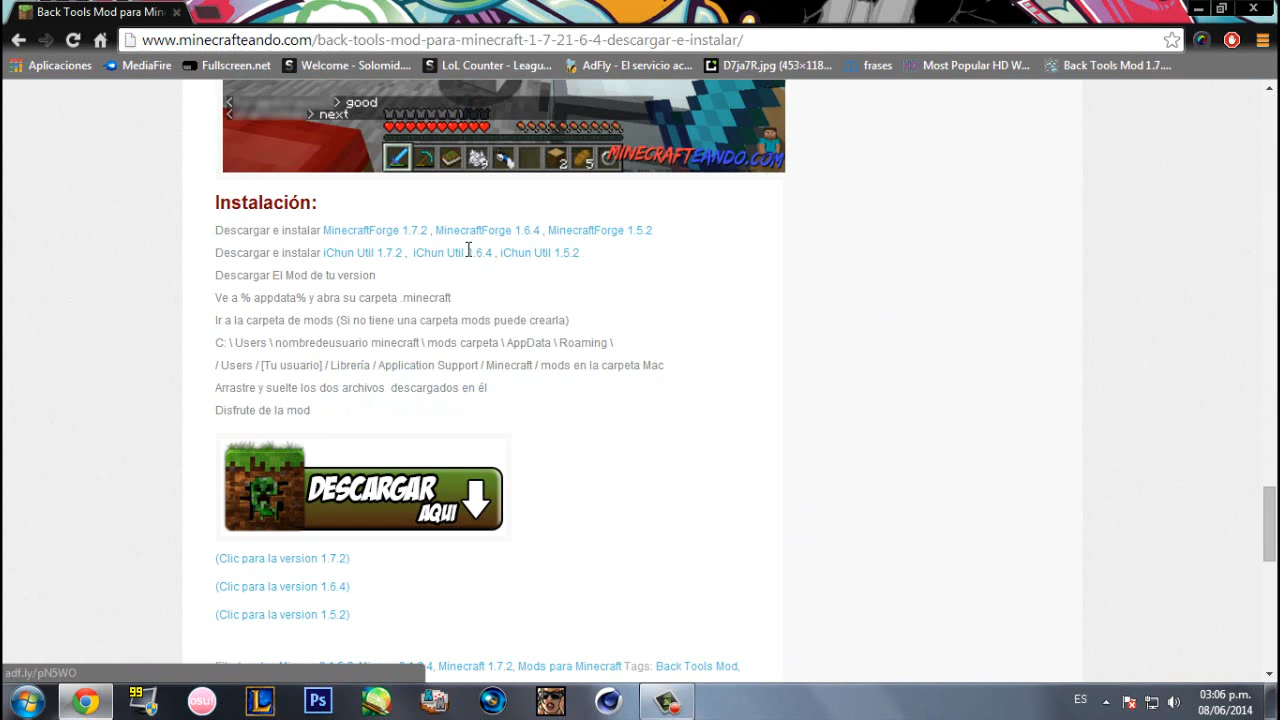 Back Tools Mod para Min
www.minecrafteando.com/back-tools-mod-para-minecraft-1-7-21-6-4-descargar-e-instalar/
Aplicaciones MediaFire Fullscreen.net Welcome - Solomid.... LoL Counter - Leagu... AdFly - El servicio ac... D7ja7R.jpg (453×118... frases Most Popular HD W... Back Tools Mod 1.7....
< > good
< > next
2 5
MINECRAFTEANDO.COM
Instalación:
Descargar e instalar MinecraftForge 1.7.2 , MinecraftForge 1.6.4 , MinecraftForge 1.5.2
Descargar e instalar iChun Util 1.7.2 , iChun Util 1.6.4 , iChun Util 1.5.2
Descargar El Mod de tu version
Ve a % appdata% y abra su carpeta .minecraft
Ir a la carpeta de mods (Si no tiene una carpeta mods puede crearla)
C: \ Users \ nombredeusuario minecraft \ mods carpeta \ AppData \ Roaming \
/ Users / [Tu usuario] / Librería / Application Support / Minecraft / mods en la carpeta Mac
Arrastre y suelte los dos archivos descargados en él
Disfrute de la mod
DESCARGAR
AQUI
(Clic para la version 1.7.2)
(Clic para la version 1.6.4)
(Clic para la version 1.5.2)
Minecraft 1.7.2, Mods para Minecraft Tags: Back Tools Mod,
adf.ly/pN5WO
99
osu!
L
Ps
ES
03:06 p.m.
08/06/2014